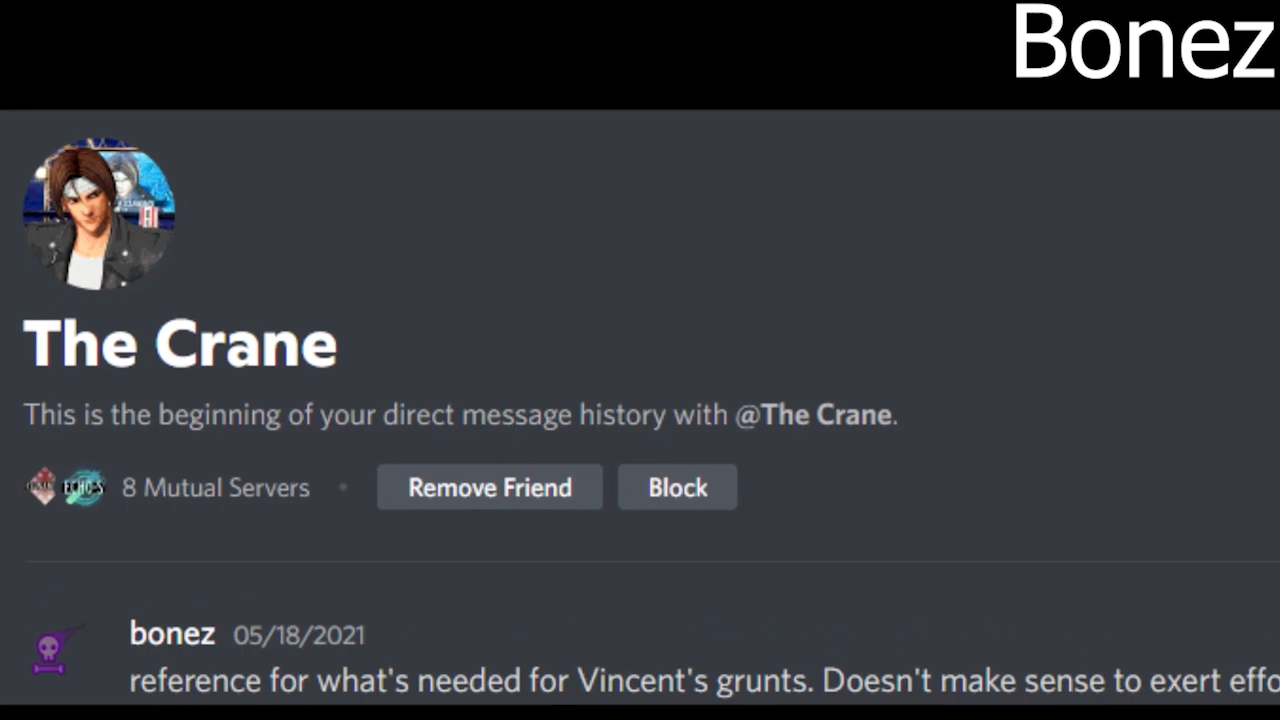 Bonez
The Crane
This is the beginning of your direct message history with @The Crane.
ECHOS
8 Mutual Servers
Remove Friend
Block
bonez 05/18/2021
reference for what's needed for Vincent's grunts. Doesn't make sense to exert effo